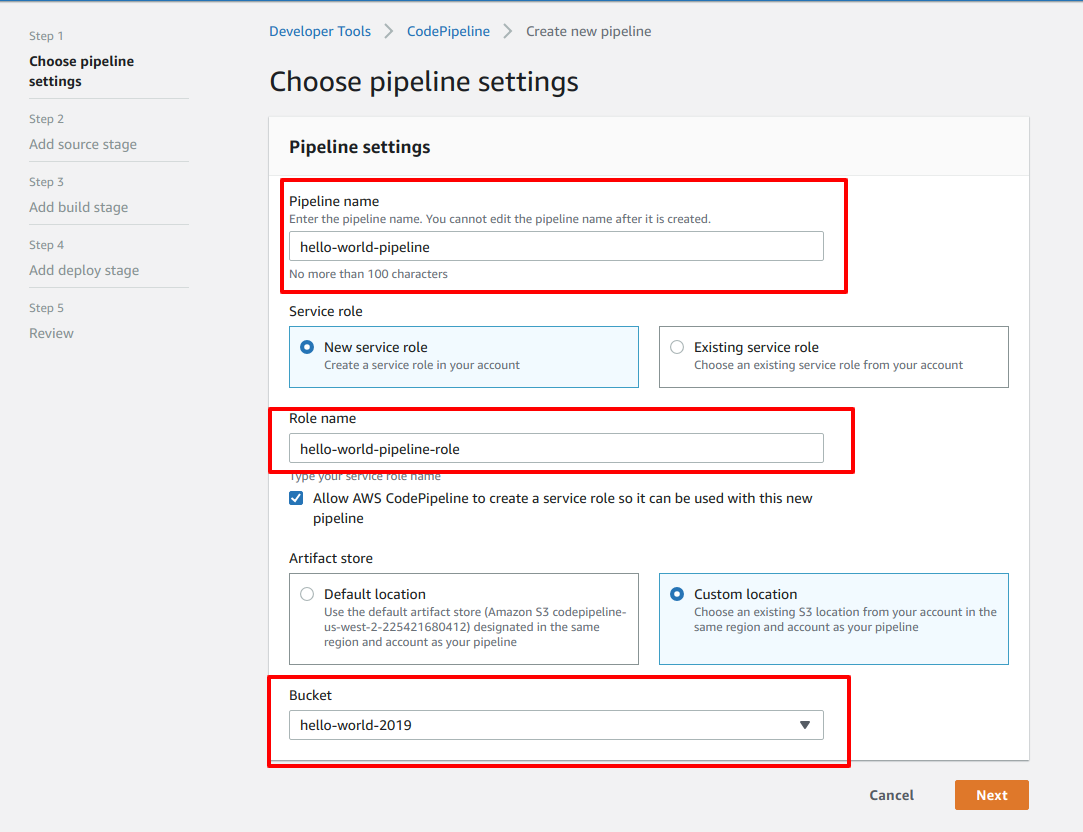 Step 1
Choose pipeline
settings
Step 2
Add source stage
Step 3
Add build stage
Step 4
Add deploy stage
Step 5
Review
Developer Tools > CodePipeline > Create new pipeline
Choose pipeline settings
Pipeline settings
Pipeline name
Enter the pipeline name. You cannot edit the pipeline name after it is created.
hello-world-pipeline
No more than 100 characters
Service role
New service role
Create a service role in your account
Existing service role
Choose an existing service role from your account
Role name
hello-world-pipeline-role
Type your service role name
Allow AWS CodePipeline to create a service role so it can be used with this new
pipeline
Artifact store
Default location
Use the default artifact store (Amazon S3 codepipeline-
us-west-2-225421680412) designated in the same
region and account as your pipeline
Custom location
Choose an existing S3 location from your account in the
same region and account as your pipeline
Bucket
hello-world-2019
Cancel
Next